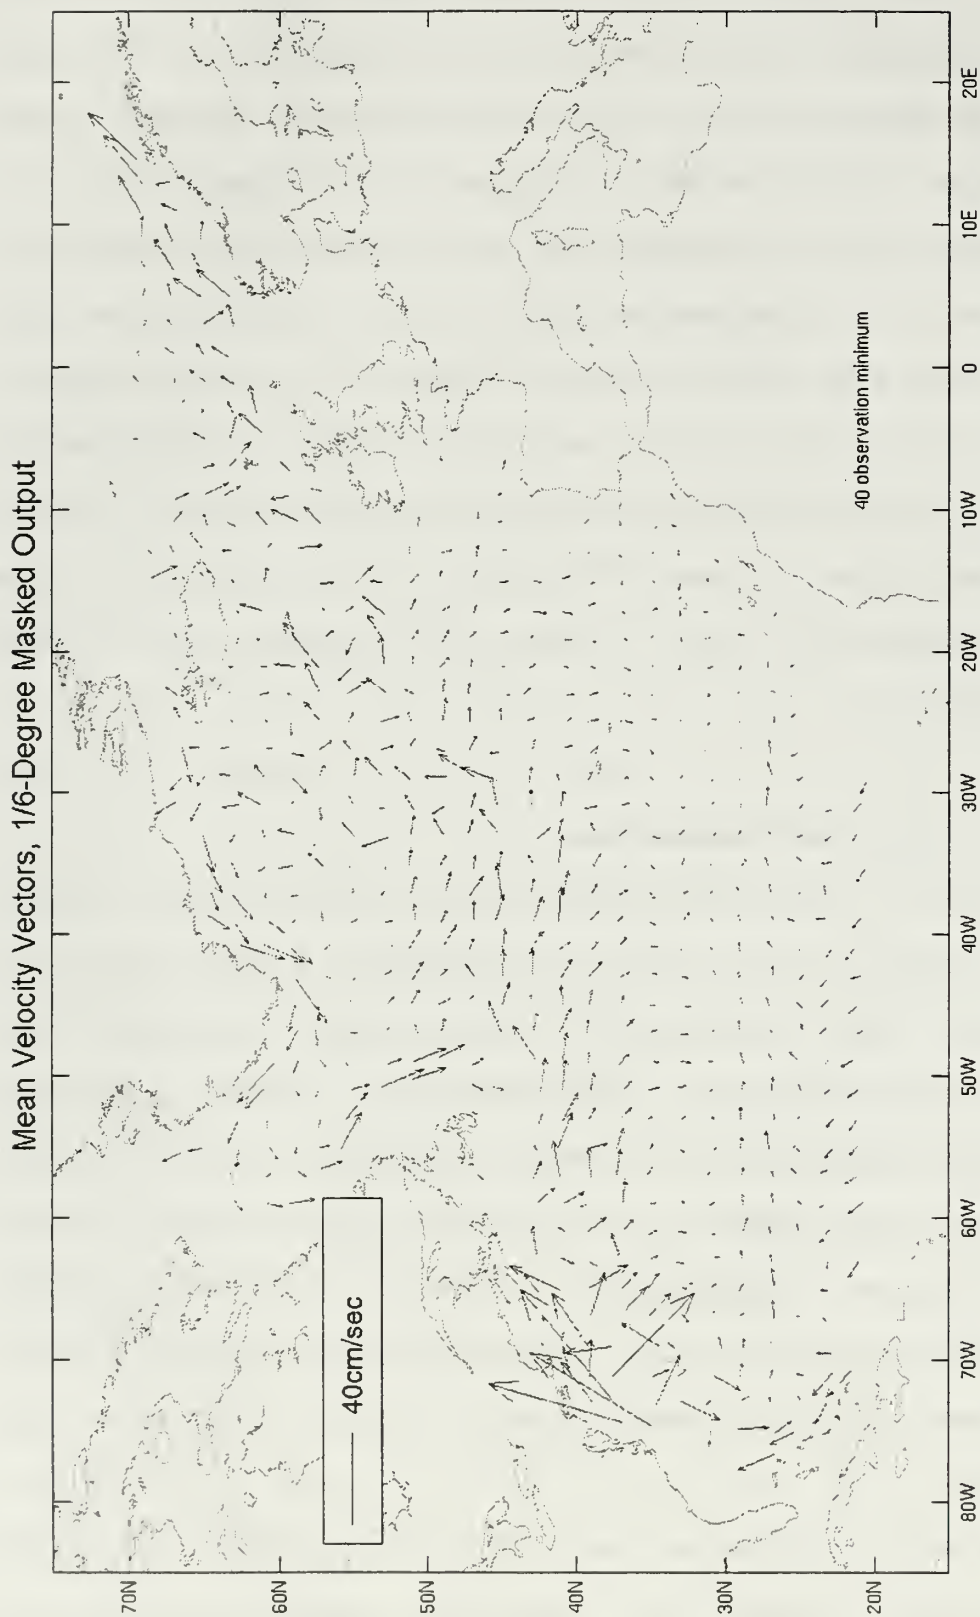 Mean Velocity Vectors, 1/6-Degree Masked Output
70N
60N
50N
40N
30N
20N
40cm/sec
40 observation minimum
80W
70W
60W
50W
40W
30W
20W
10W
0
10E
20E